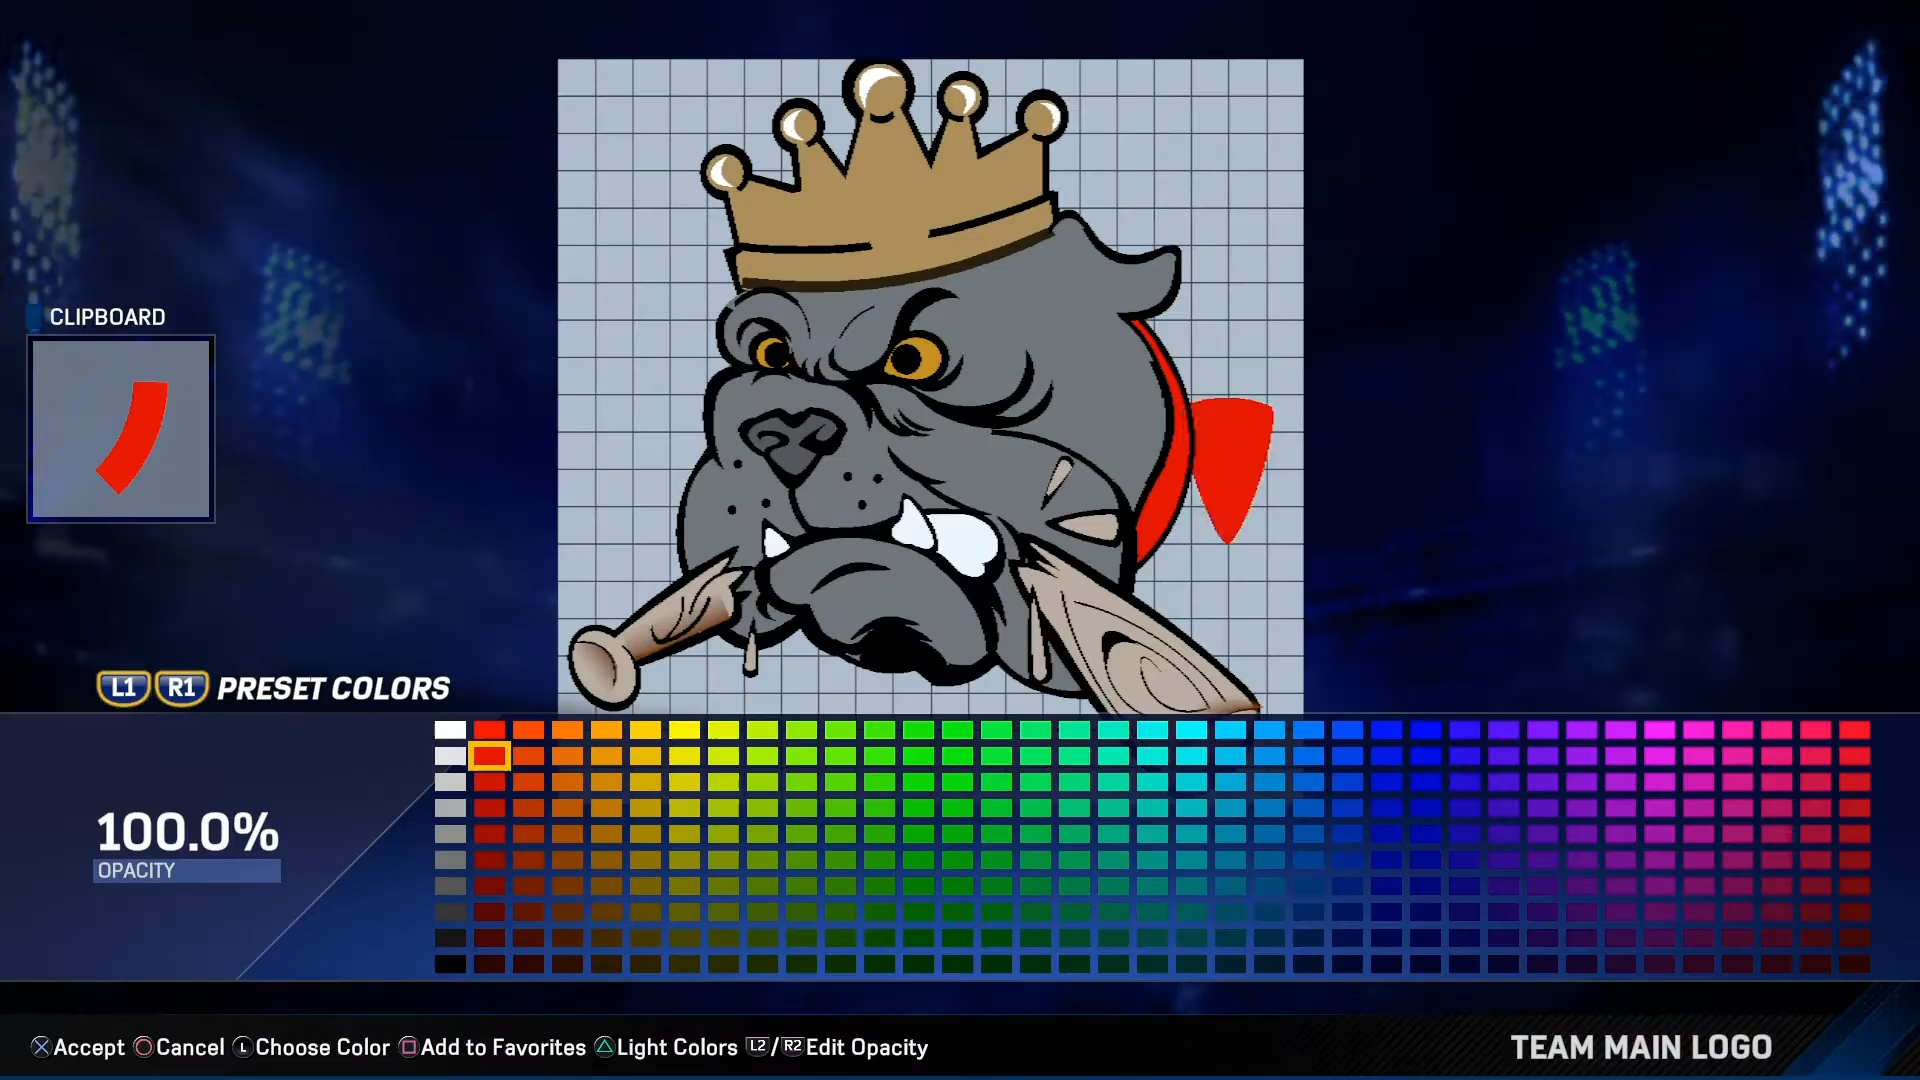 CLIPBOARD
L1 R1 PRESET COLORS
100.0%
OPACITY
Accept Cancel L Choose Color Add to Favorites Light Colors L2/R2 Edit Opacity
TEAM MAIN LOGO